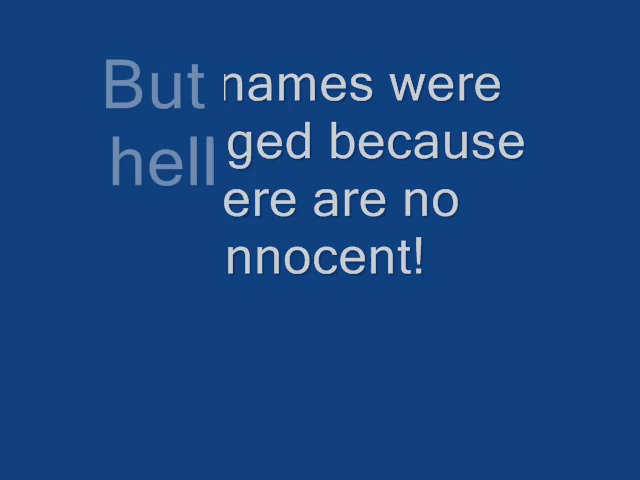 But
hell
names were
ged because
ere are no
nnocent!